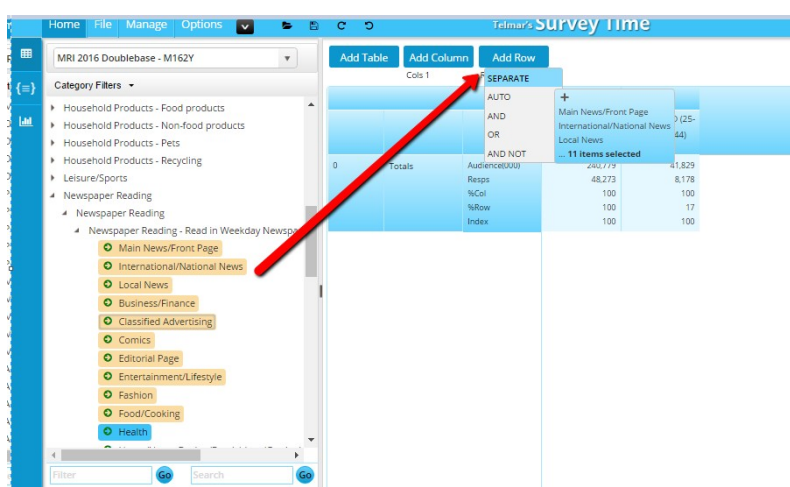 Home File Manage Options
Telmar's Survey Time
MRI 2016 Doublebase - M162Y
Category Filters
Household Products - Food products
Household Products - Non-food products
Household Products - Pets
Household Products - Recycling
Leisure/Sports
Newspaper Reading
Newspaper Reading
Newspaper Reading - Read in Weekday Newspa
Main News/Front Page
International/National News
Local News
Business/Finance
Classified Advertising
Comics
Editorial Page
Entertainment/Lifestyle
Fashion
Food/Cooking
Health
Filter Go Search Go
Add Table Add Column Add Row
Cols 1
SEPARATE
AUTO
AND
OR
AND NOT
+
Main News/Front Page
International/National News
Local News
... 11 items selected
(25-
44)
0 Totals Audience(000) 240,779 41,829
Resps 48,273 8,178
%Col 100 100
%Row 100 17
Index 100 100